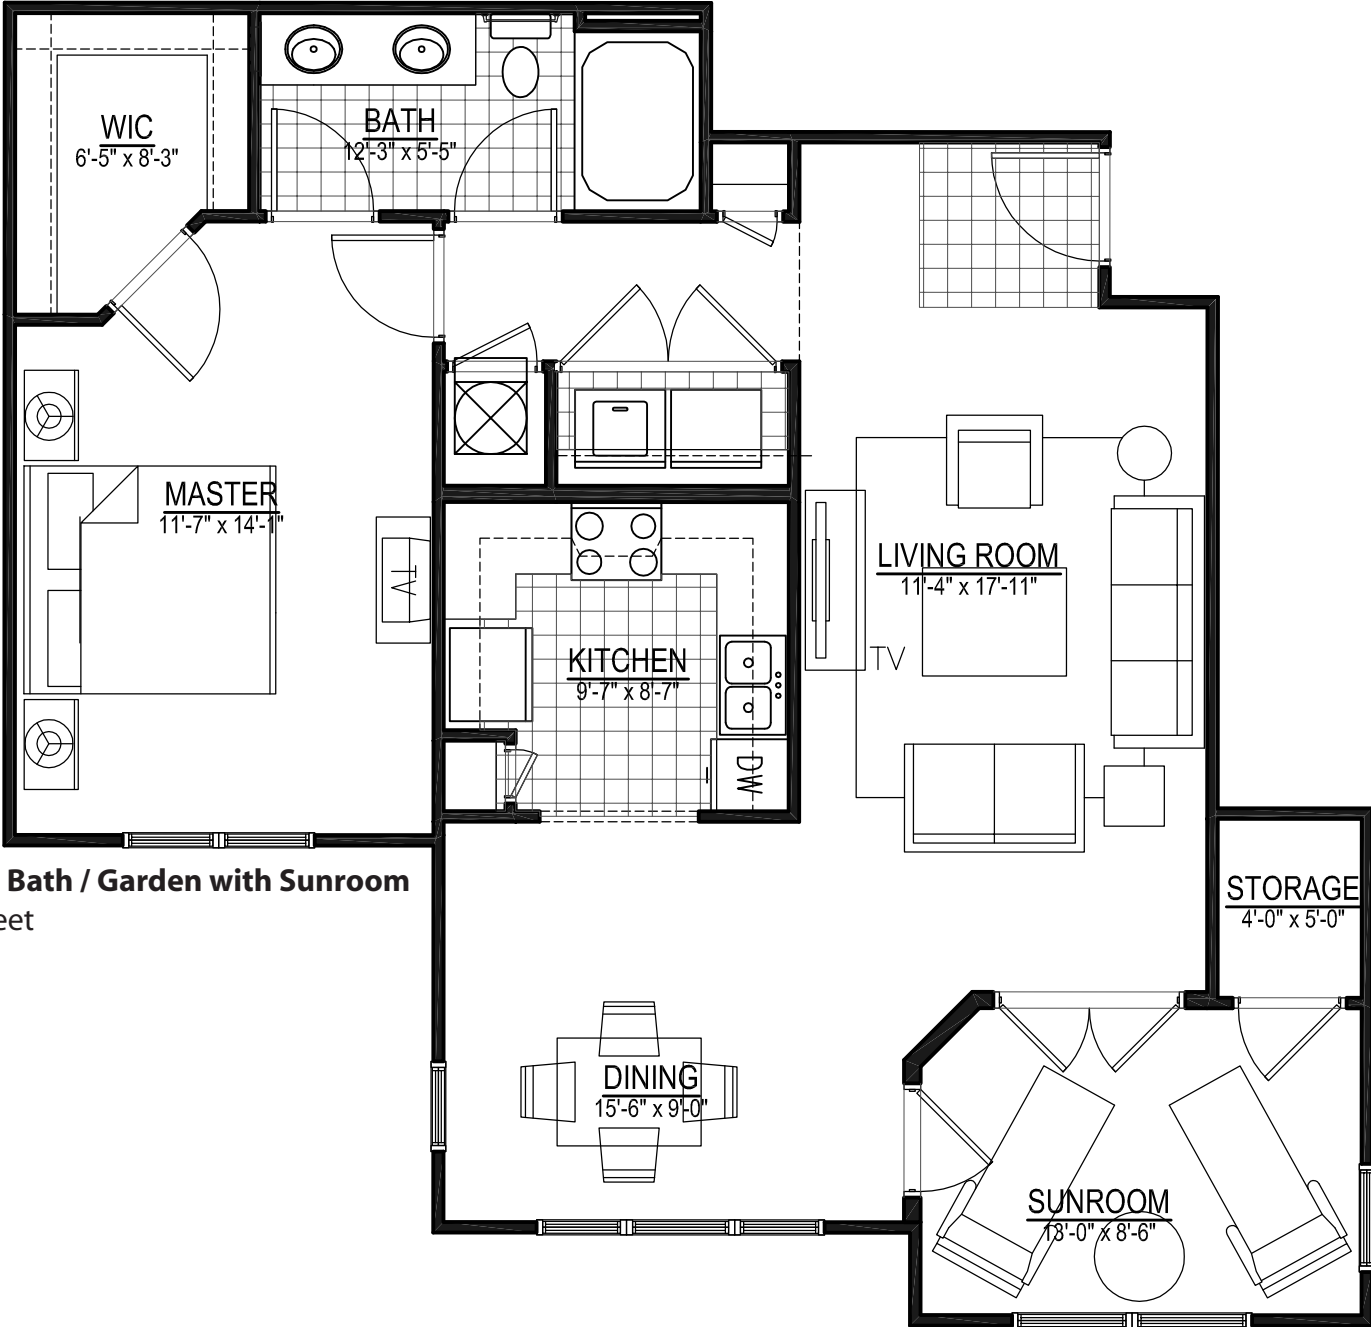 WIC
6'-5" x 8'-3"
BATH
12'-3" x 5'-5"
MASTER
11'-7" x 14'-1"
TV
LIVING ROOM
11'-4" x 17'-11"
TV
KITCHEN
9'-7" x 8'-7"
DW
Bath / Garden with Sunroom
eet
STORAGE
4'-0" x 5'-0"
DINING
15'-6" x 9'-0"
SUNROOM
13'-0" x 8'-6"